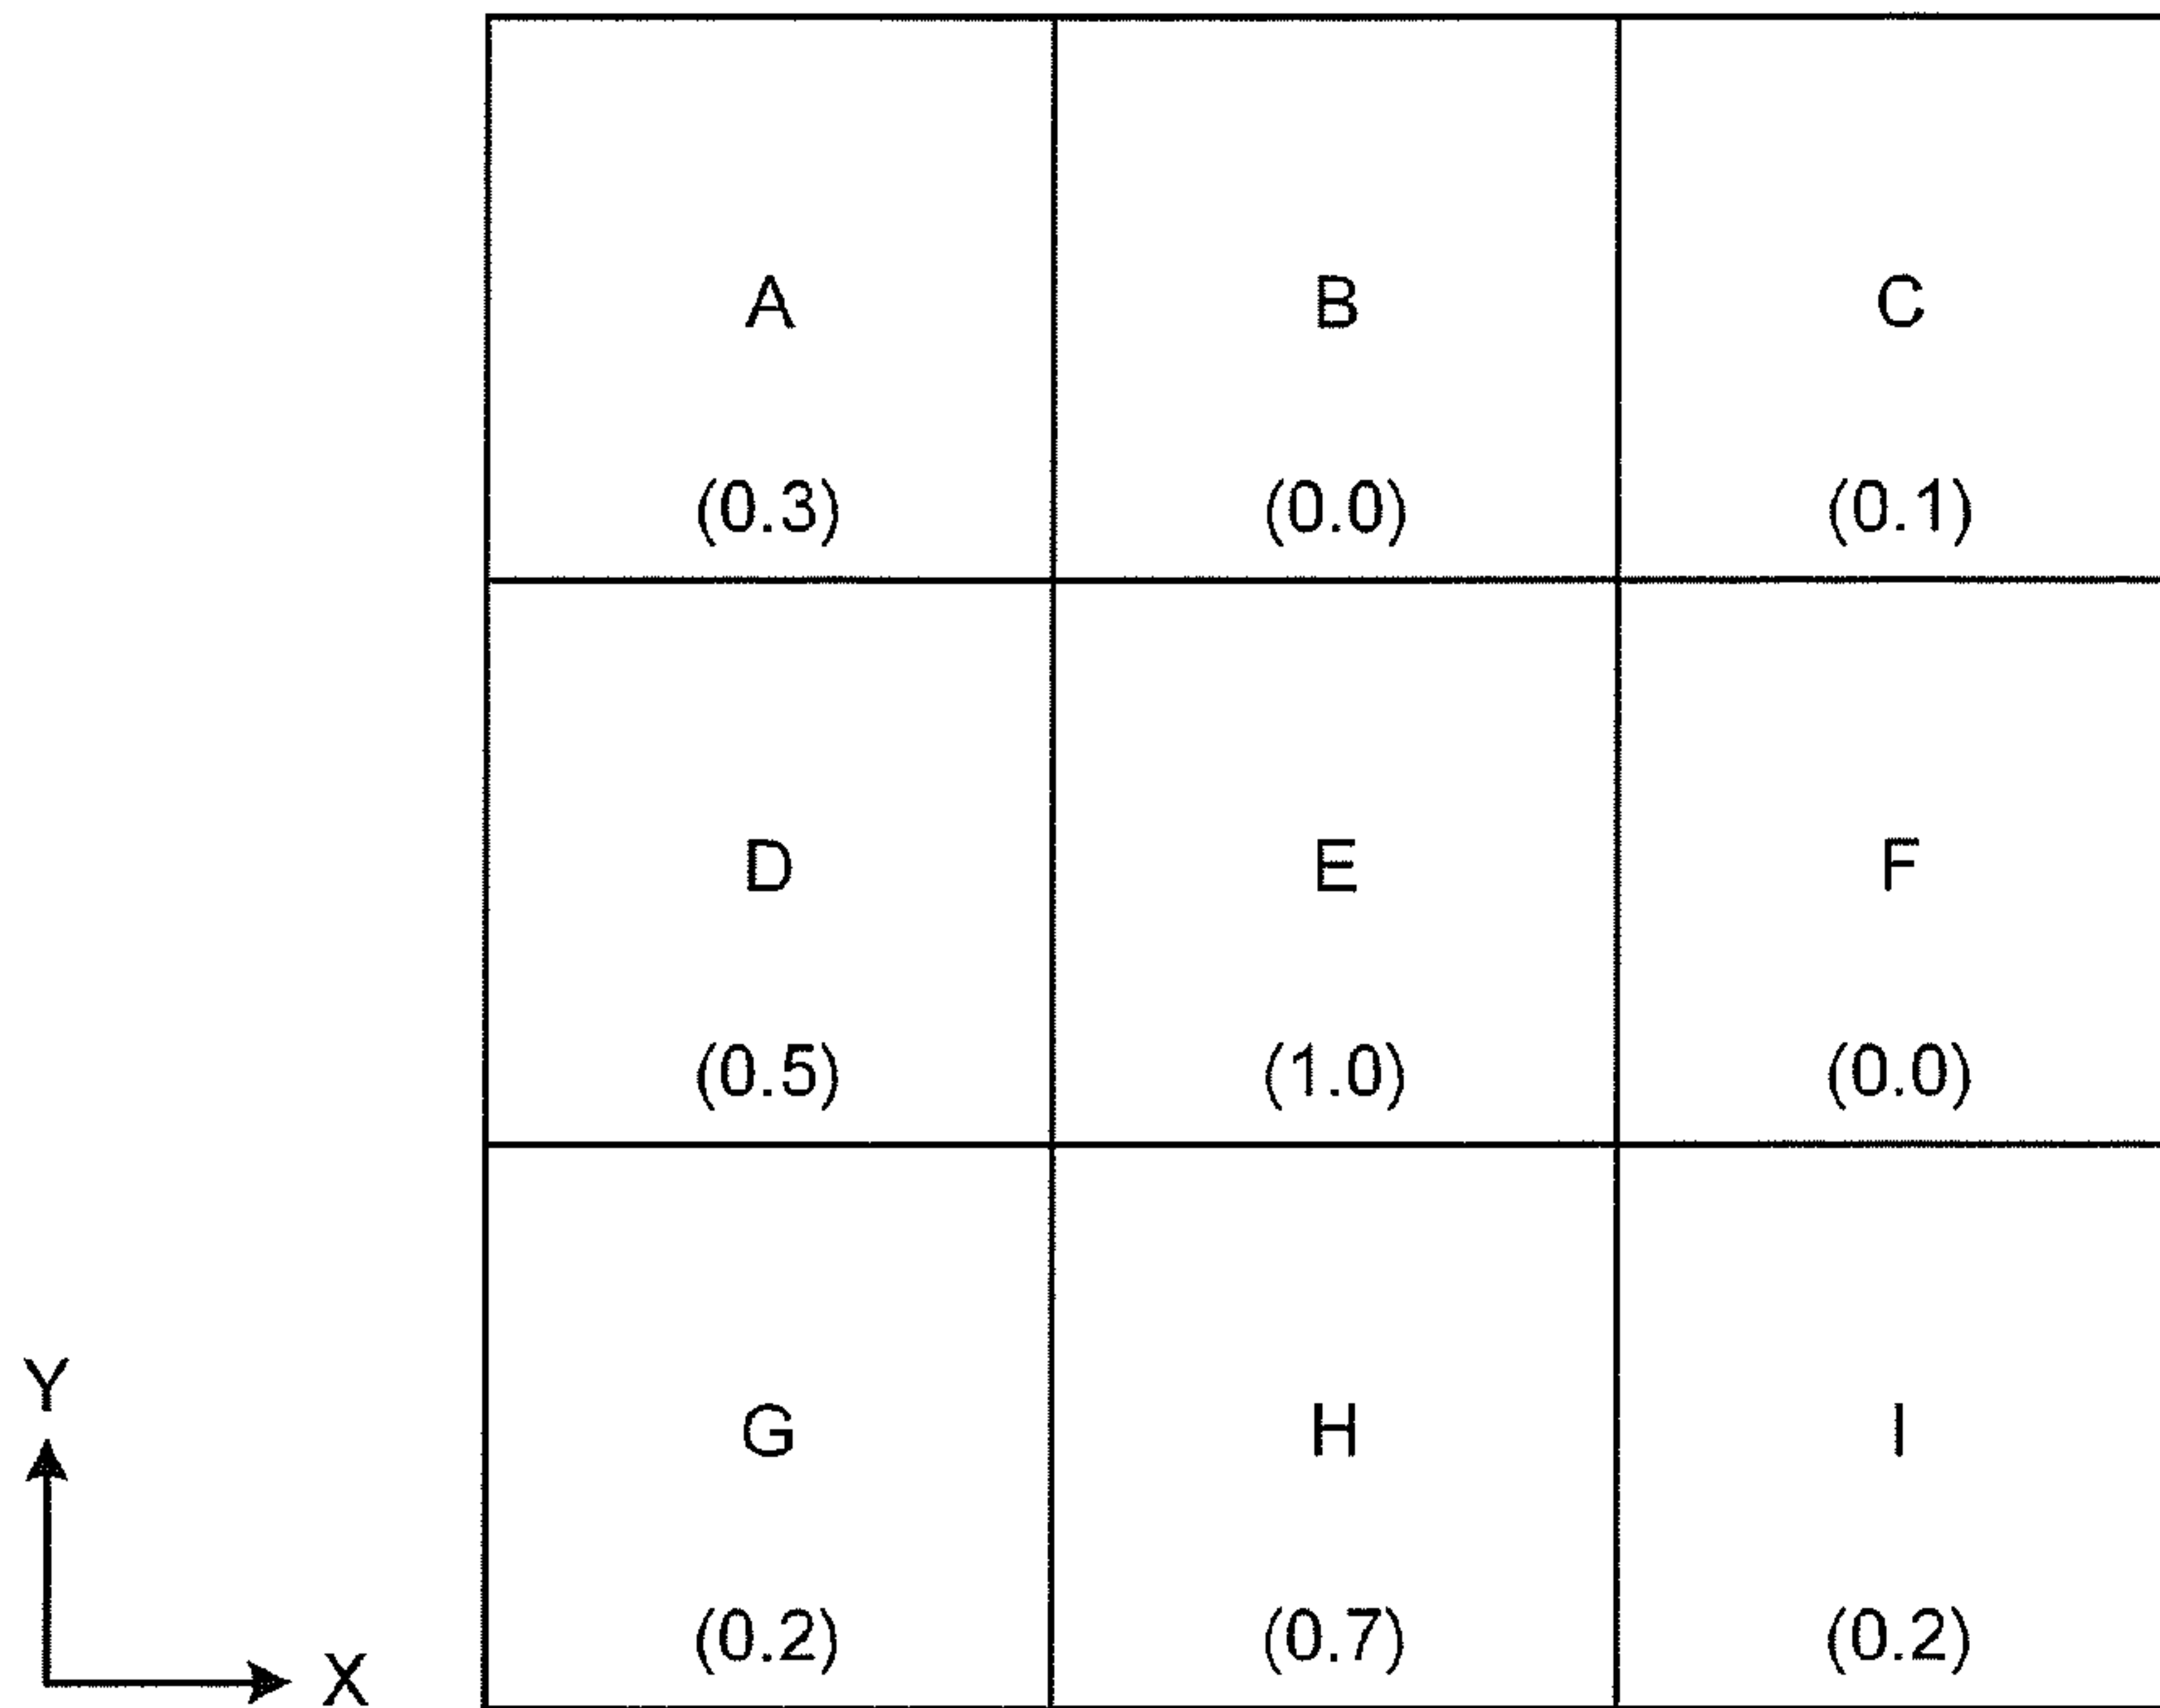 A B C
(0.3) (0.0) (0.1)
D E F
(0.5) (1.0) (0.0)
G H I
(0.2) (0.7) (0.2)
Y
X